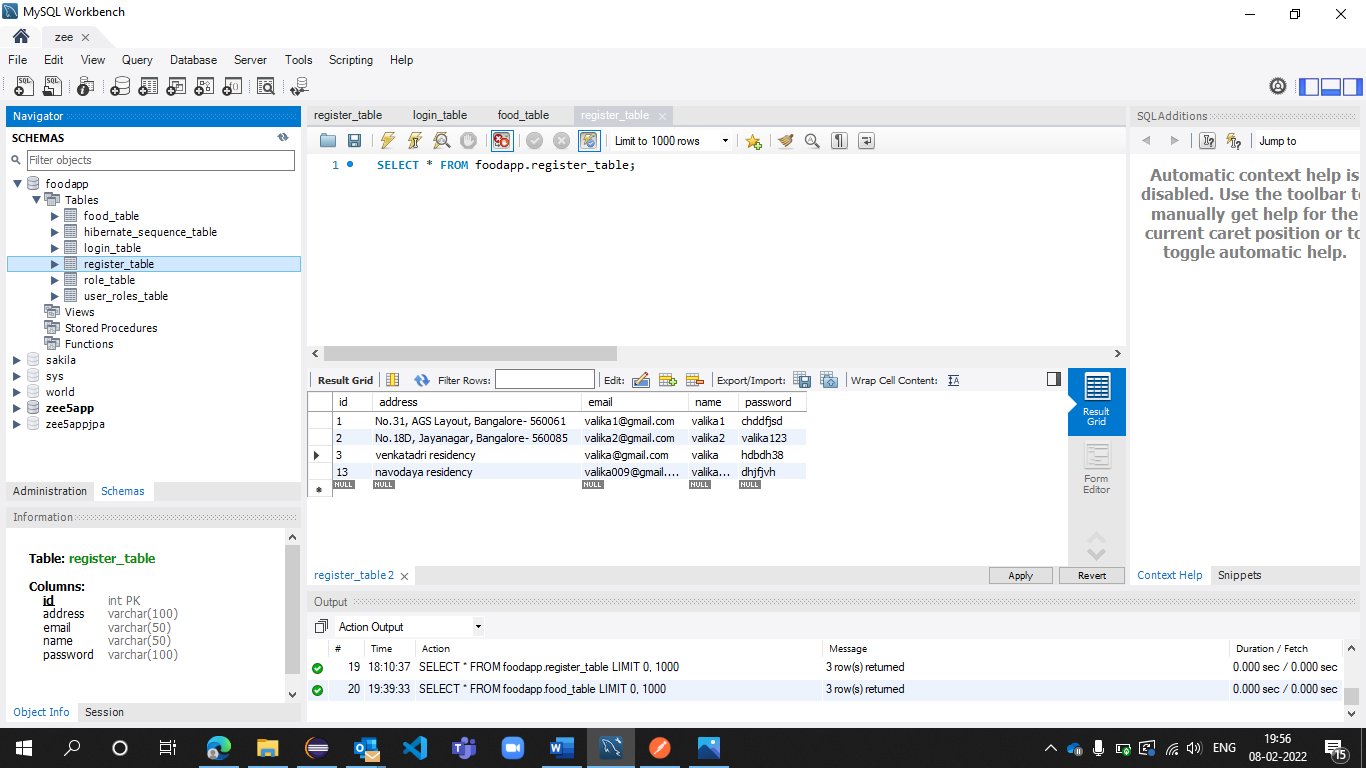 MySQL Workbench
zee
File Edit View Query Database Server Tools Scripting Help
Navigator
SCHEMAS
Filter objects
foodapp
Tables
food_table
hibernate_sequence_table
login_table
register_table
role_table
user_roles_table
Views
Stored Procedures
Functions
sakila
sys
world
zee5app
zee5appjpa
Administration Schemas
Information
Table: register_table
Columns:
id int PK
address varchar(100)
email varchar(50)
name varchar(50)
password varchar(100)
Object Info Session
register_table login_table food_table register_table
Limit to 1000 rows
1 SELECT * FROM foodapp.register_table;
Result Grid Filter Rows: Edit: Export/Import: Wrap Cell Content:
id address email name password
1 No.31, AGS Layout, Bangalore- 560061 valika1@gmail.com valika1 chddfjsd
2 No.18D, Jayanagar, Bangalore- 560085 valika2@gmail.com valika2 valika123
3 venkatadri residency valika@gmail.com valika hdbdh38
13 navodaya residency valika009@gmail.... valika... dhjfjvh
NULL NULL NULL NULL NULL
Result
Grid
Form
Editor
register_table 2
Apply Revert
SQLAdditions
Jump to
Automatic context help is
disabled. Use the toolbar to
manually get help for the
current caret position or to
toggle automatic help.
Context Help Snippets
Output
Action Output
# Time Action Message Duration / Fetch
19 18:10:37 SELECT * FROM foodapp.register_table LIMIT 0, 1000 3 row(s) returned 0.000 sec / 0.000 sec
20 19:39:33 SELECT * FROM foodapp.food_table LIMIT 0, 1000 3 row(s) returned 0.000 sec / 0.000 sec
ENG
19:56
08-02-2022
15